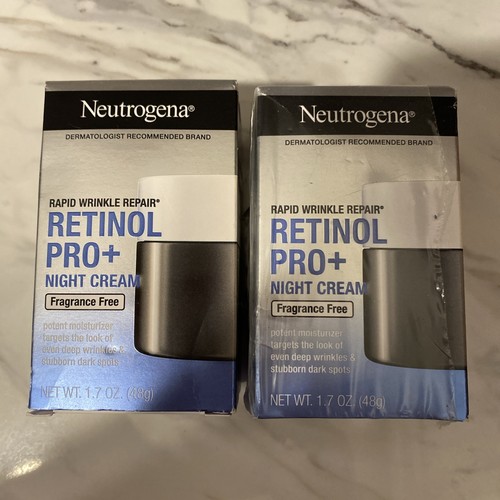 Neutrogena®
DERMATOLOGIST RECOMMENDED BRAND
RAPID WRINKLE REPAIR®
RETINOL
PRO+
NIGHT CREAM
Fragrance Free
potent moisturizer
targets the look of
even deep wrinkles &
stubborn dark spots
NET WT. 1.7 OZ. (48g)
Neutrogena®
DERMATOLOGIST RECOMMENDED BRAND
RAPID WRINKLE REPAIR®
RETINOL
PRO+
NIGHT CREAM
Fragrance Free
potent moisturizer
targets the look of
even deep wrinkles &
stubborn dark spots
NET WT. 1.7 OZ. (48g)